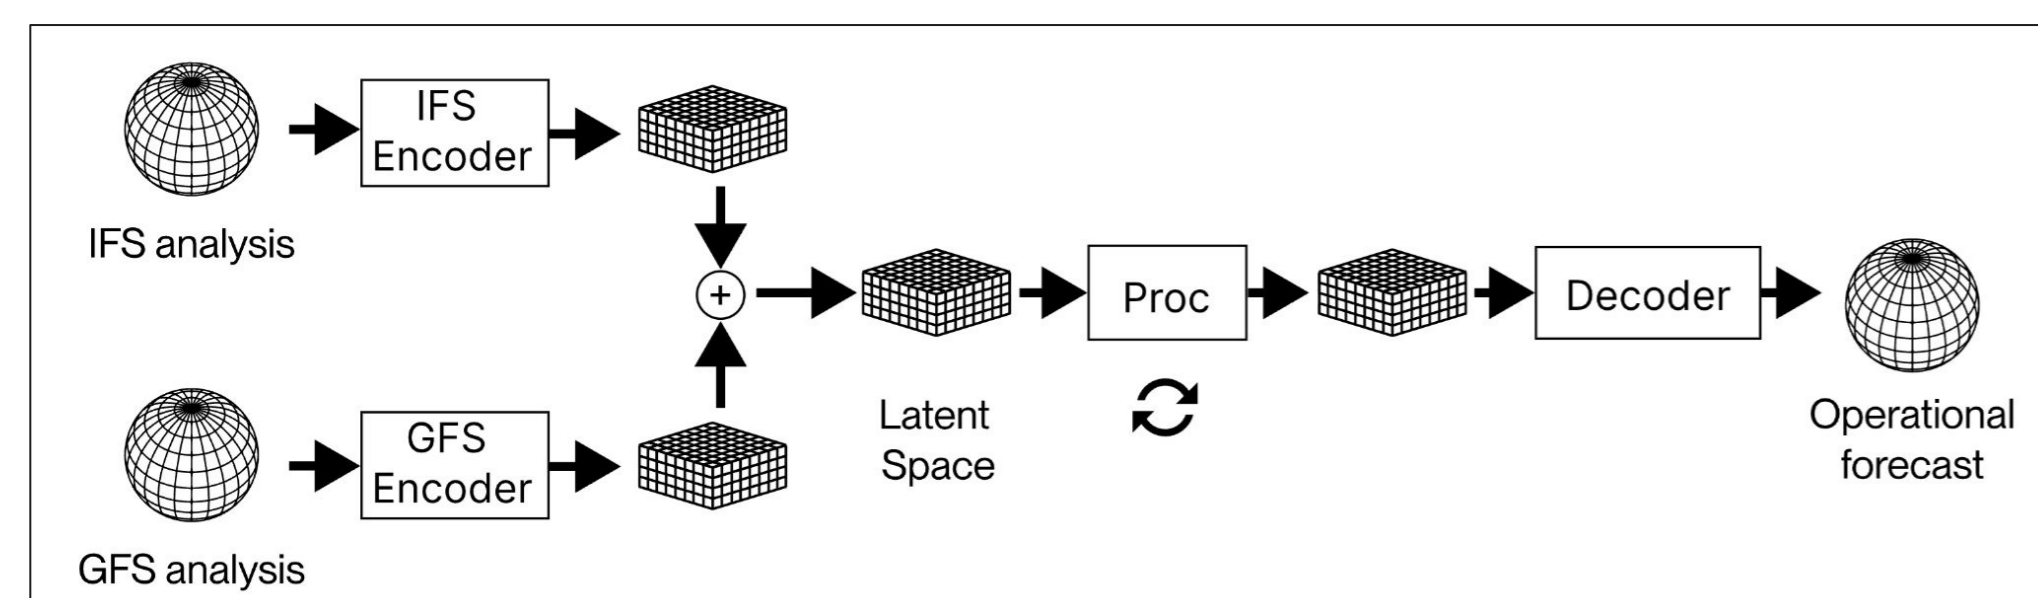 IFS
Encoder
IFS analysis
+
GFS
Encoder
GFS analysis
Latent
Space
Proc
Decoder
Operational
forecast